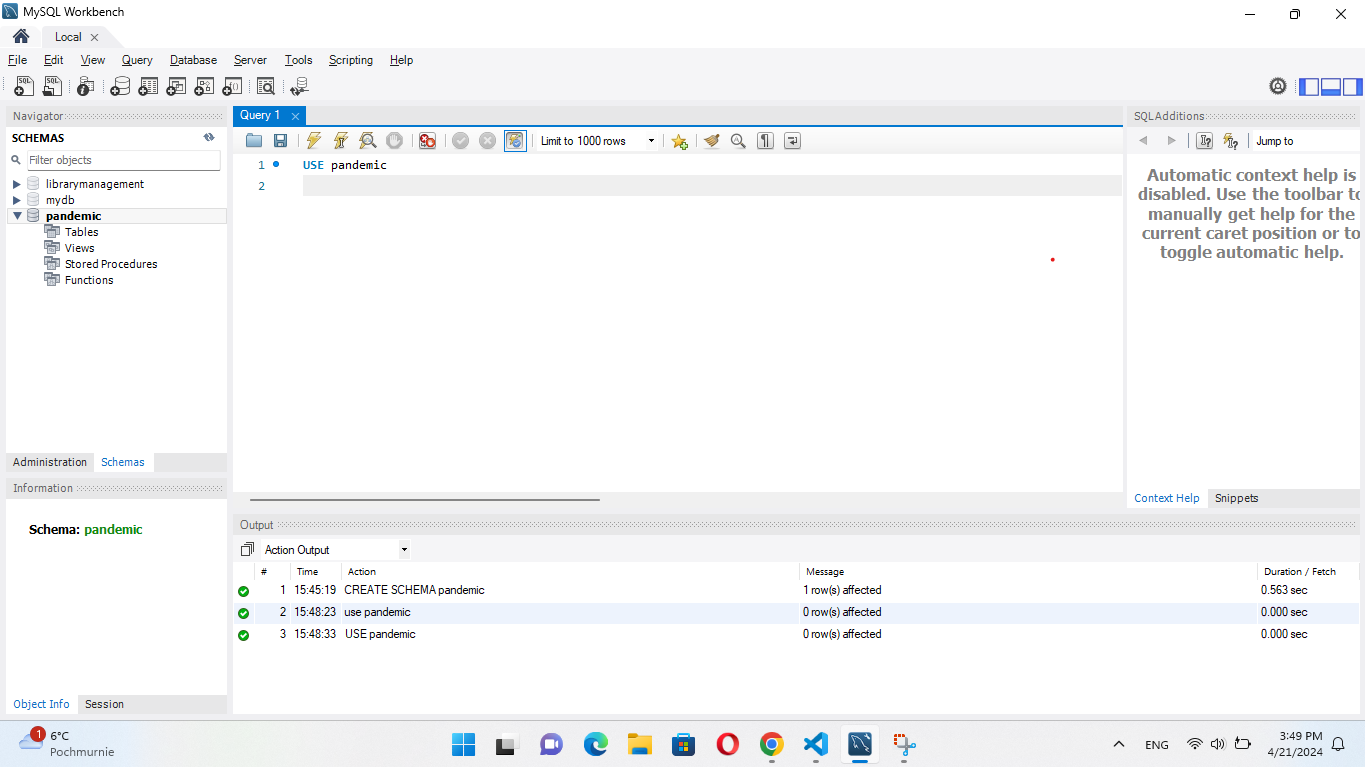 MySQL Workbench
Local
File Edit View Query Database Server Tools Scripting Help
Navigator
SCHEMAS
Filter objects
librarymanagement
mydb
pandemic
Tables
Views
Stored Procedures
Functions
Administration Schemas
Information
Schema: pandemic
Object Info Session
Query 1
Limit to 1000 rows
1 USE pandemic
2
SQLAdditions
Jump to
Automatic context help is
disabled. Use the toolbar to
manually get help for the
current caret position or to
toggle automatic help.
Context Help Snippets
Output
Action Output
# Time Action Message Duration / Fetch
1 15:45:19 CREATE SCHEMA pandemic 1 row(s) affected 0.563 sec
2 15:48:23 use pandemic 0 row(s) affected 0.000 sec
3 15:48:33 USE pandemic 0 row(s) affected 0.000 sec
1
6°C
Pochmurnie
ENG
3:49 PM
4/21/2024